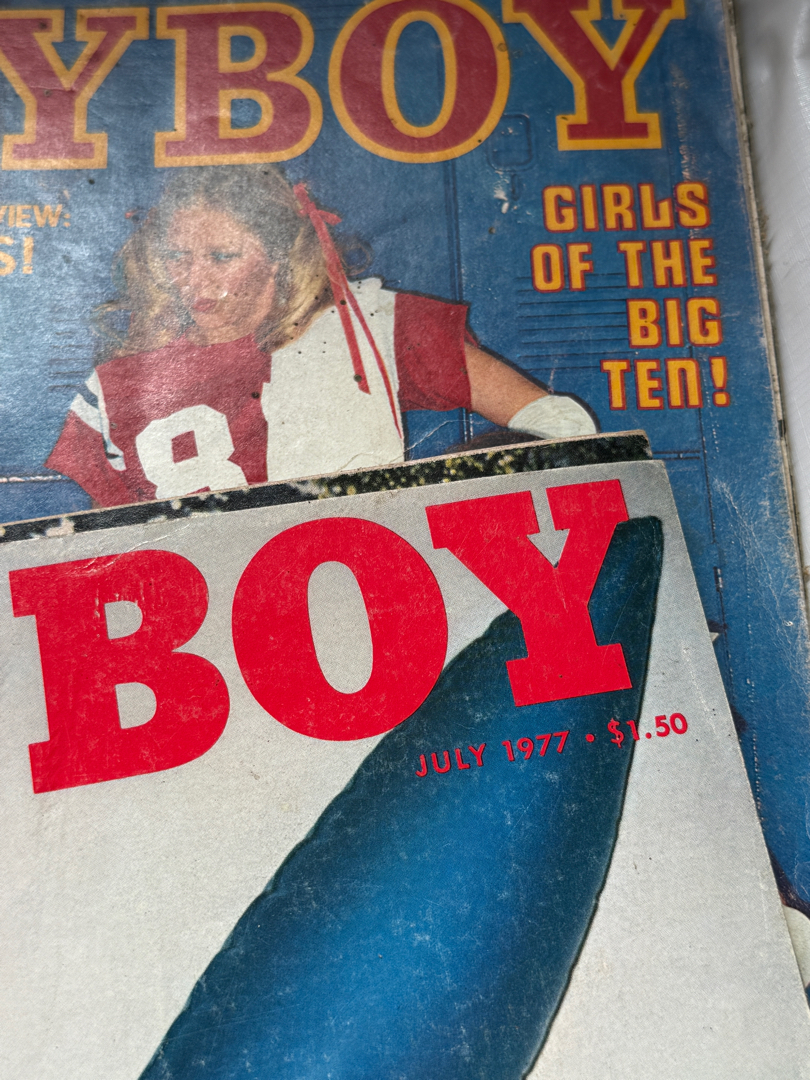 YBOY
VIEW:
S!
GIRLS
OF THE
BIG
TEN!
8
BOY
JULY 1977 • $1.50